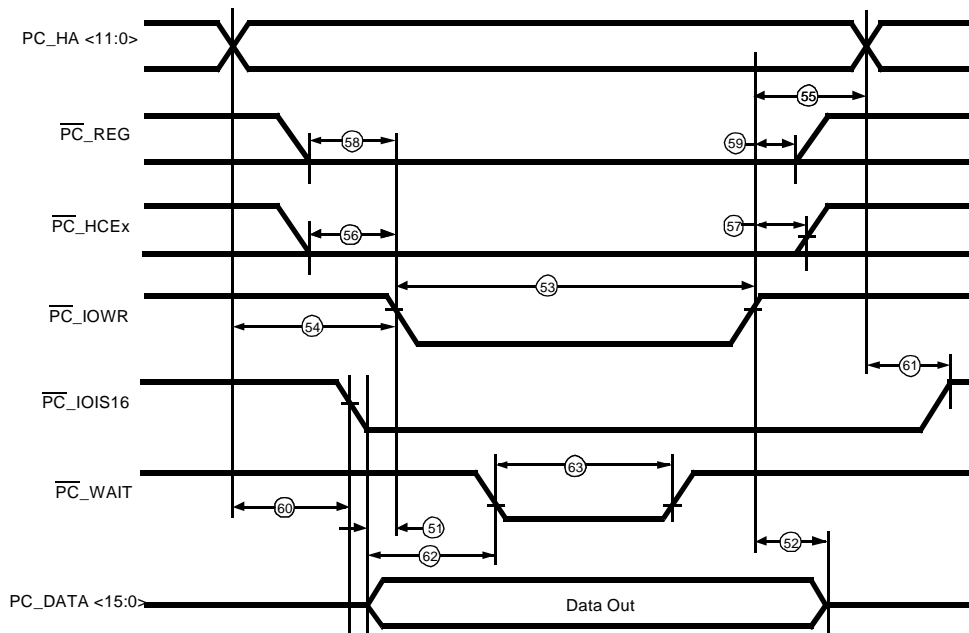 PC_HA <11:0>
55
PC_REG
58
59
PC_HCEx
56
57
53
PC_IOWR
54
61
PC_IOIS16
63
PC_WAIT
60
51
62
52
PC_DATA <15:0>
Data Out